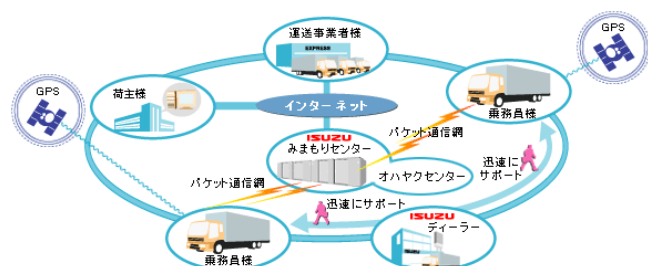 運送事業者様
EXPRESS
GPS
GPS
荷主様
インターネット
乗務員様
パケット通信網
ISUZU
みまもりセンター
オハヤクセンター
迅速に
サポート
パケット通信網
迅速にサポート
ISUZU
ディーラー
乗務員様